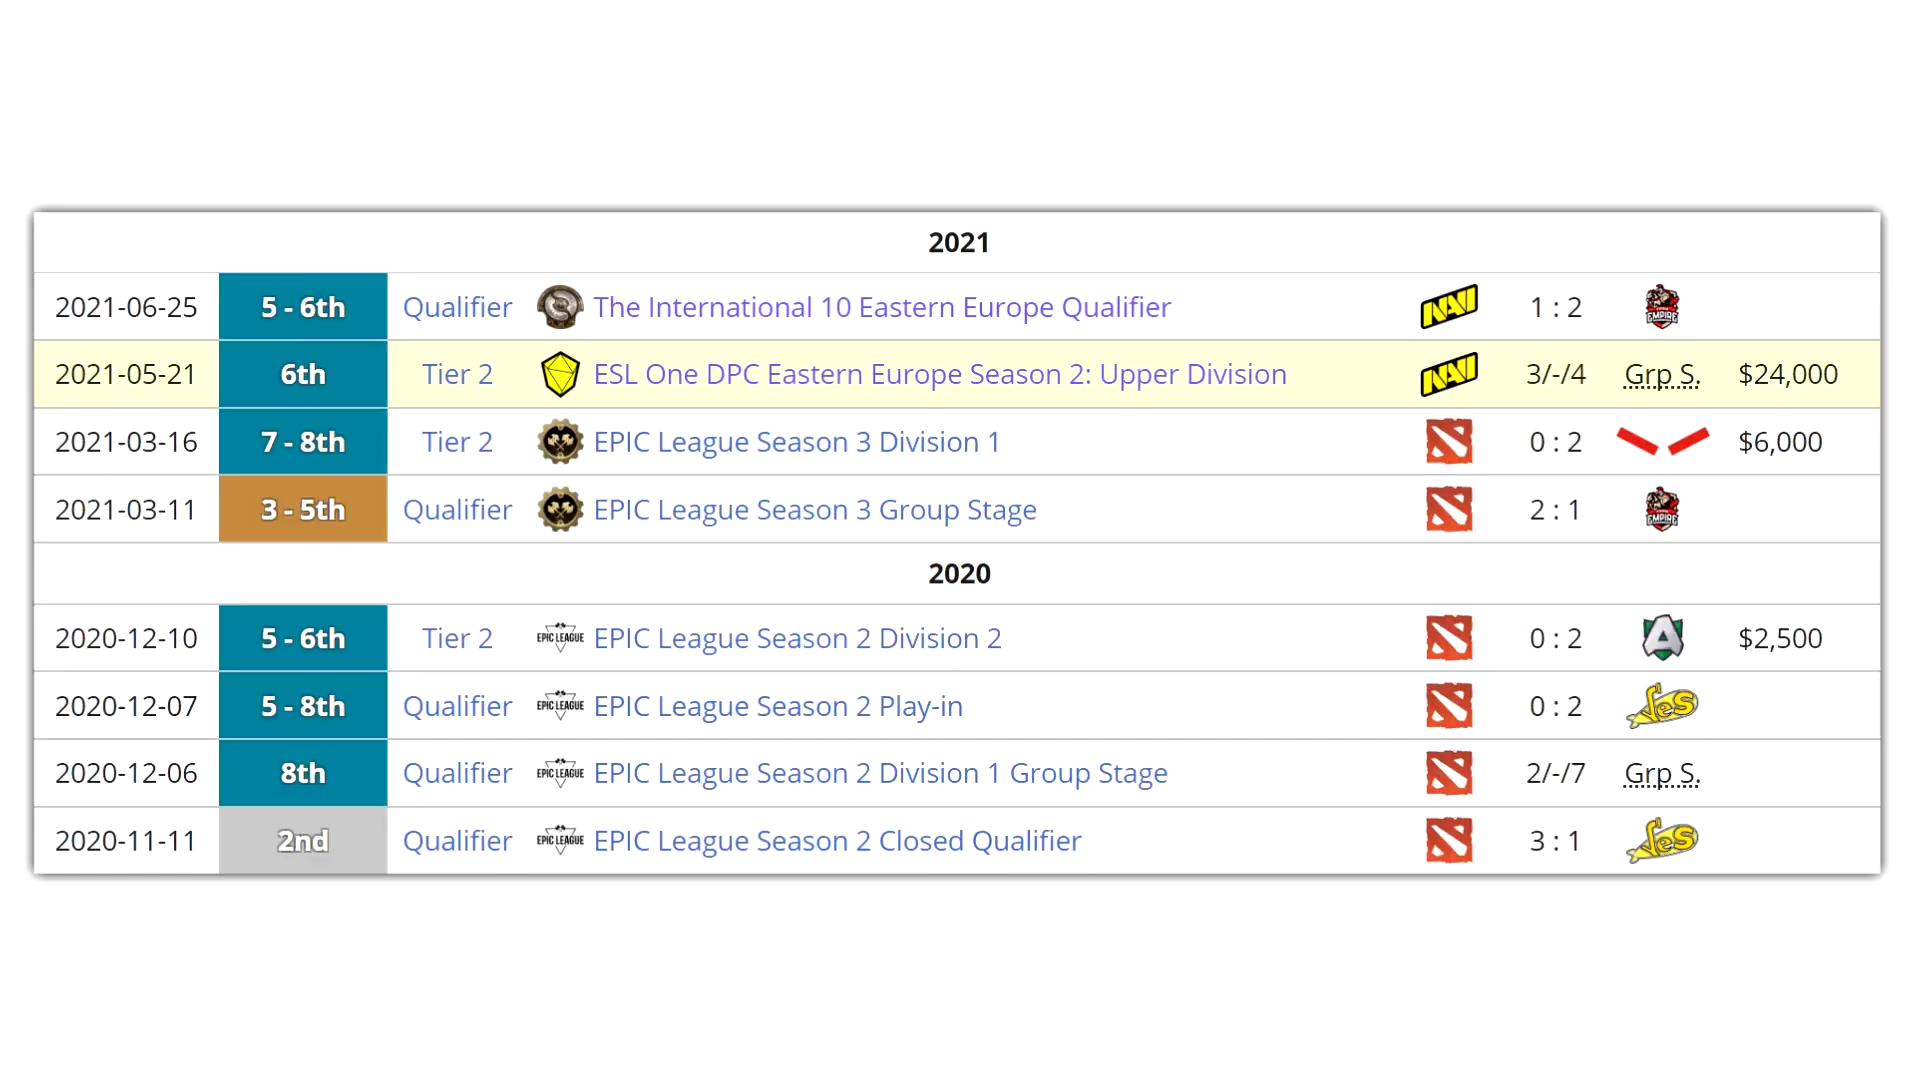 2021
2021-06-25 5 - 6th Qualifier The International 10 Eastern Europe Qualifier NAVI 1 : 2 EMPIRE
2021-05-21 6th Tier 2 ESL One DPC Eastern Europe Season 2: Upper Division NAVI 3/-/4 Grp S. $24,000
2021-03-16 7 - 8th Tier 2 EPIC League Season 3 Division 1 0 : 2 $6,000
2021-03-11 3 - 5th Qualifier EPIC League Season 3 Group Stage 2 : 1 EMPIRE
2020
2020-12-10 5 - 6th Tier 2 EPIC LEAGUE EPIC League Season 2 Division 2 0 : 2 A $2,500
2020-12-07 5 - 8th Qualifier EPIC LEAGUE EPIC League Season 2 Play-in 0 : 2 Yes
2020-12-06 8th Qualifier EPIC LEAGUE EPIC League Season 2 Division 1 Group Stage 2/-/7 Grp S.
2020-11-11 2nd Qualifier EPIC LEAGUE EPIC League Season 2 Closed Qualifier 3 : 1 Yes